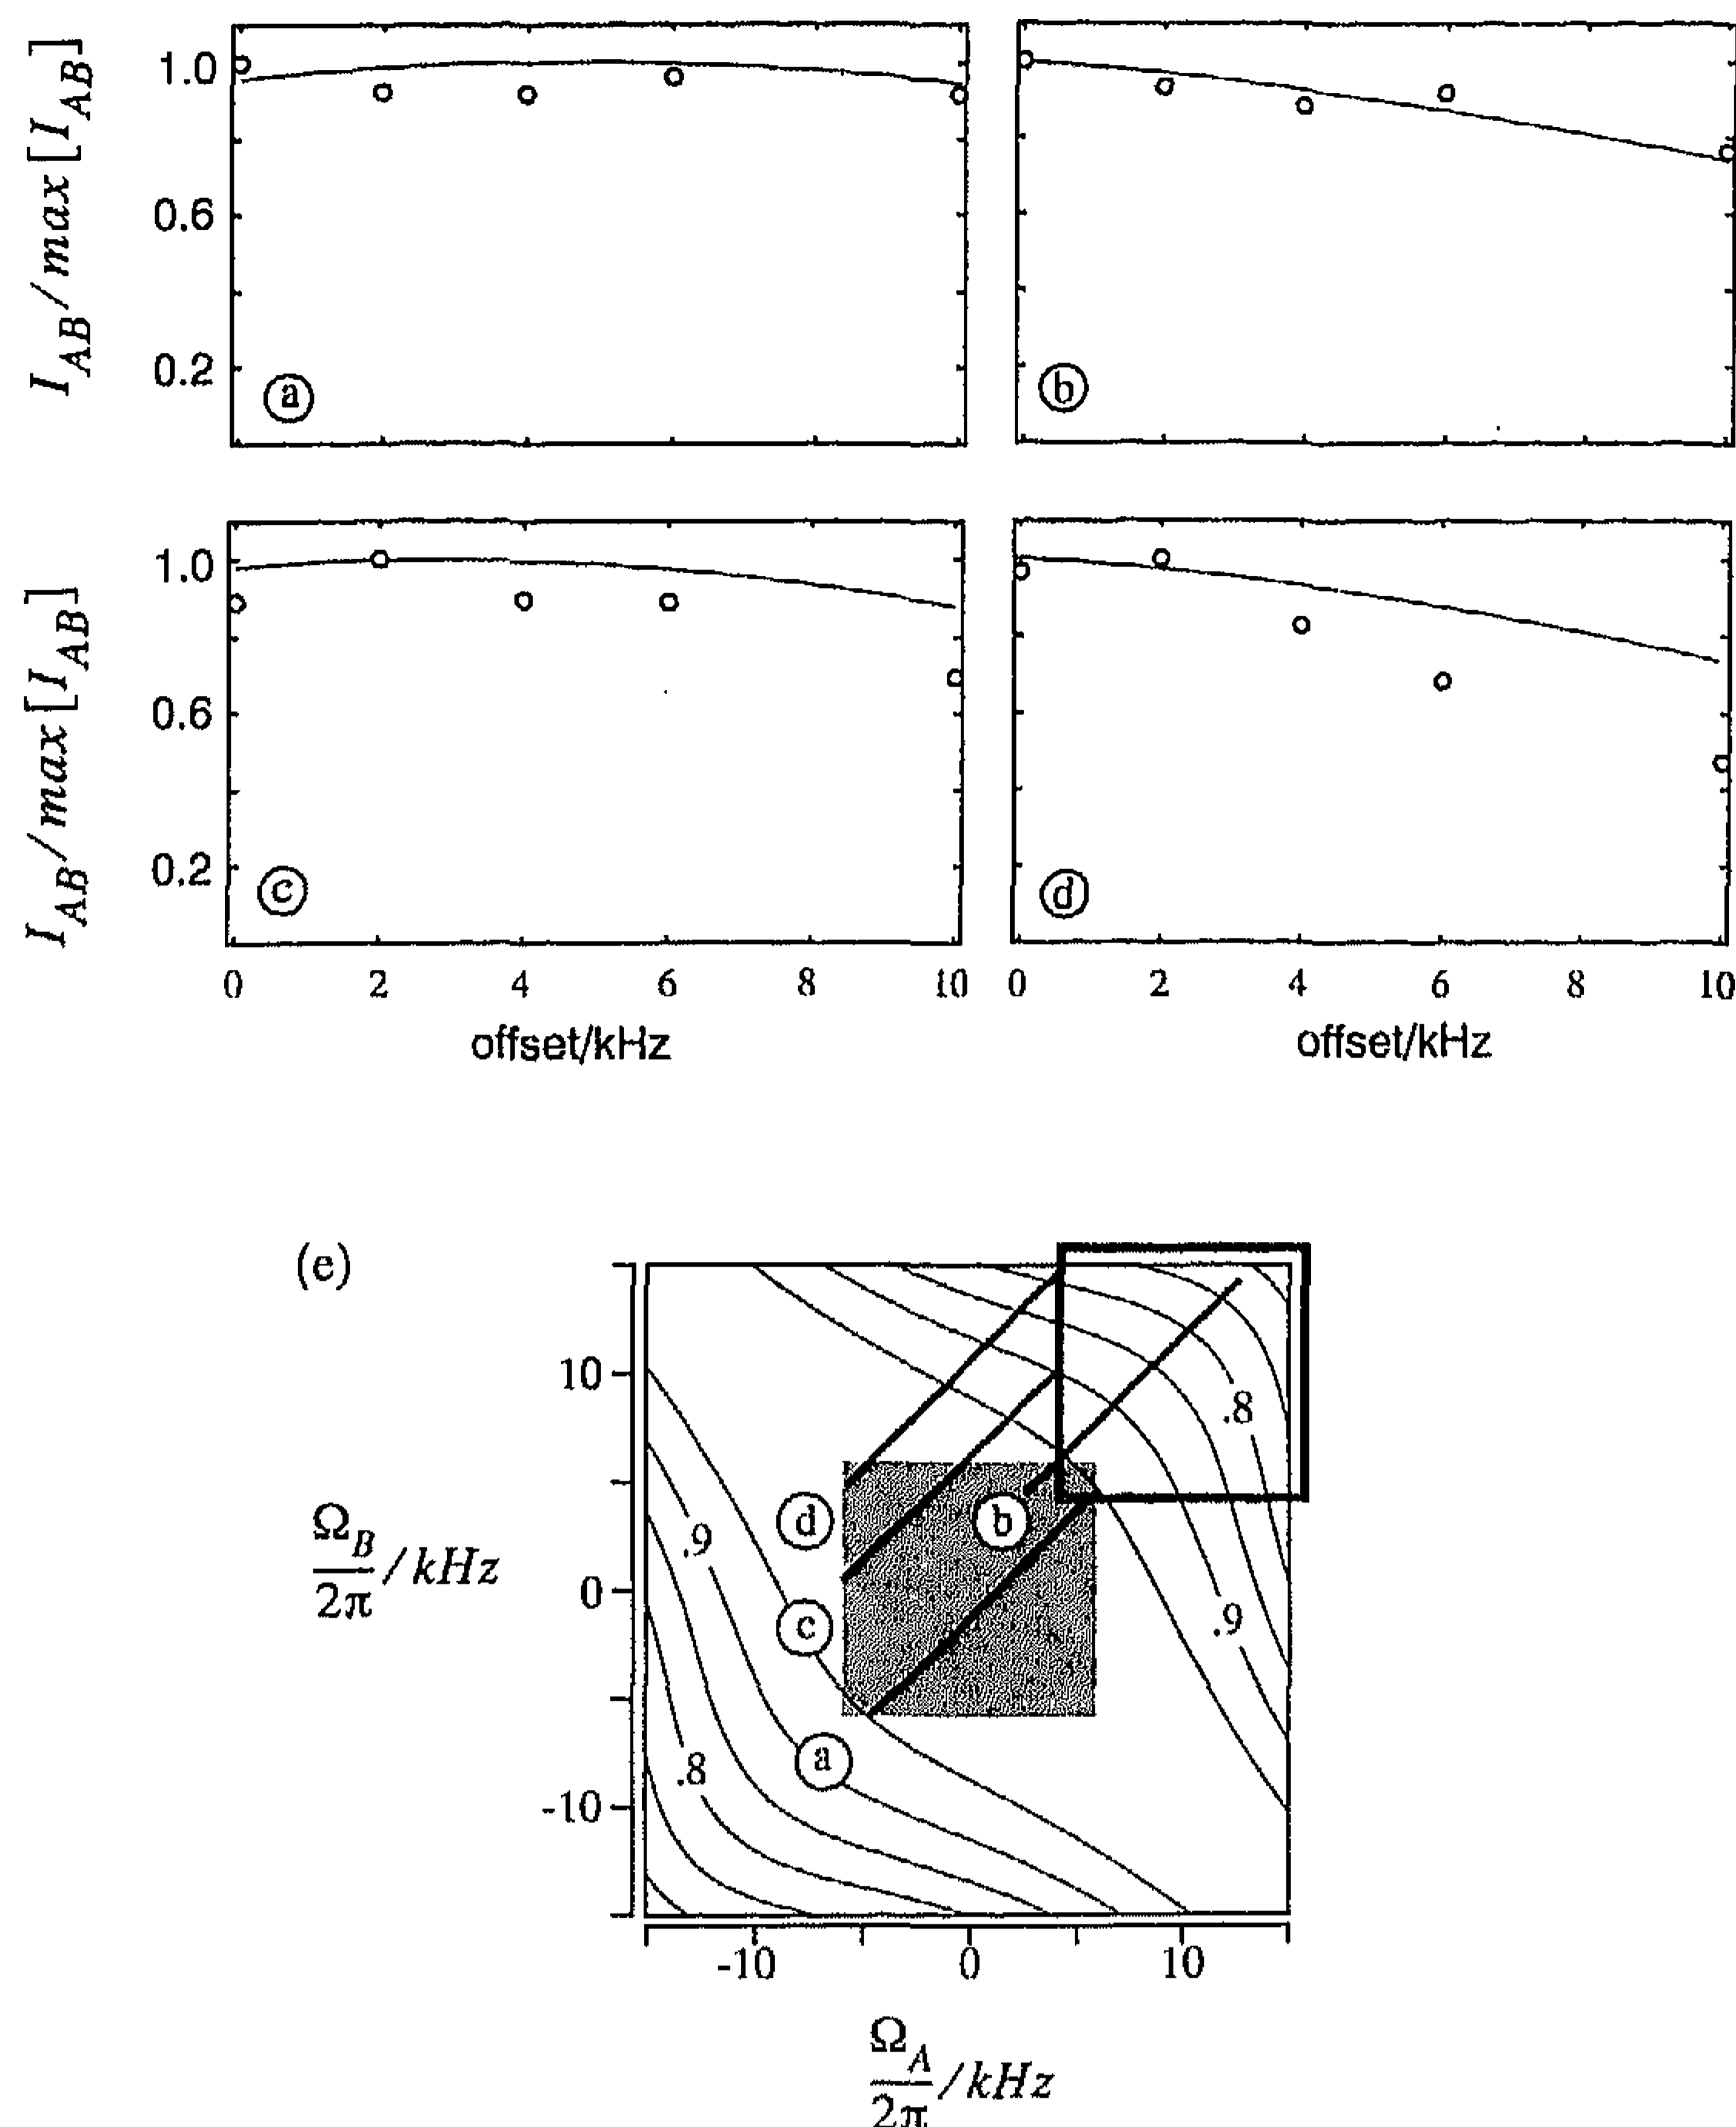 I_AB/max[I_AB]
1.0
0.6
0.2
a
b
I_AB/max[I_AB]
1.0
0.6
0.2
c
d
0 2 4 6 8 10
0 2 4 6 8 10
offset/kHz
offset/kHz
(e)
10
0
-10
Ω_B/2π /kHz
.9
.8
.8
.9
d
b
c
a
-10 0 10
Ω_A/2π /kHz